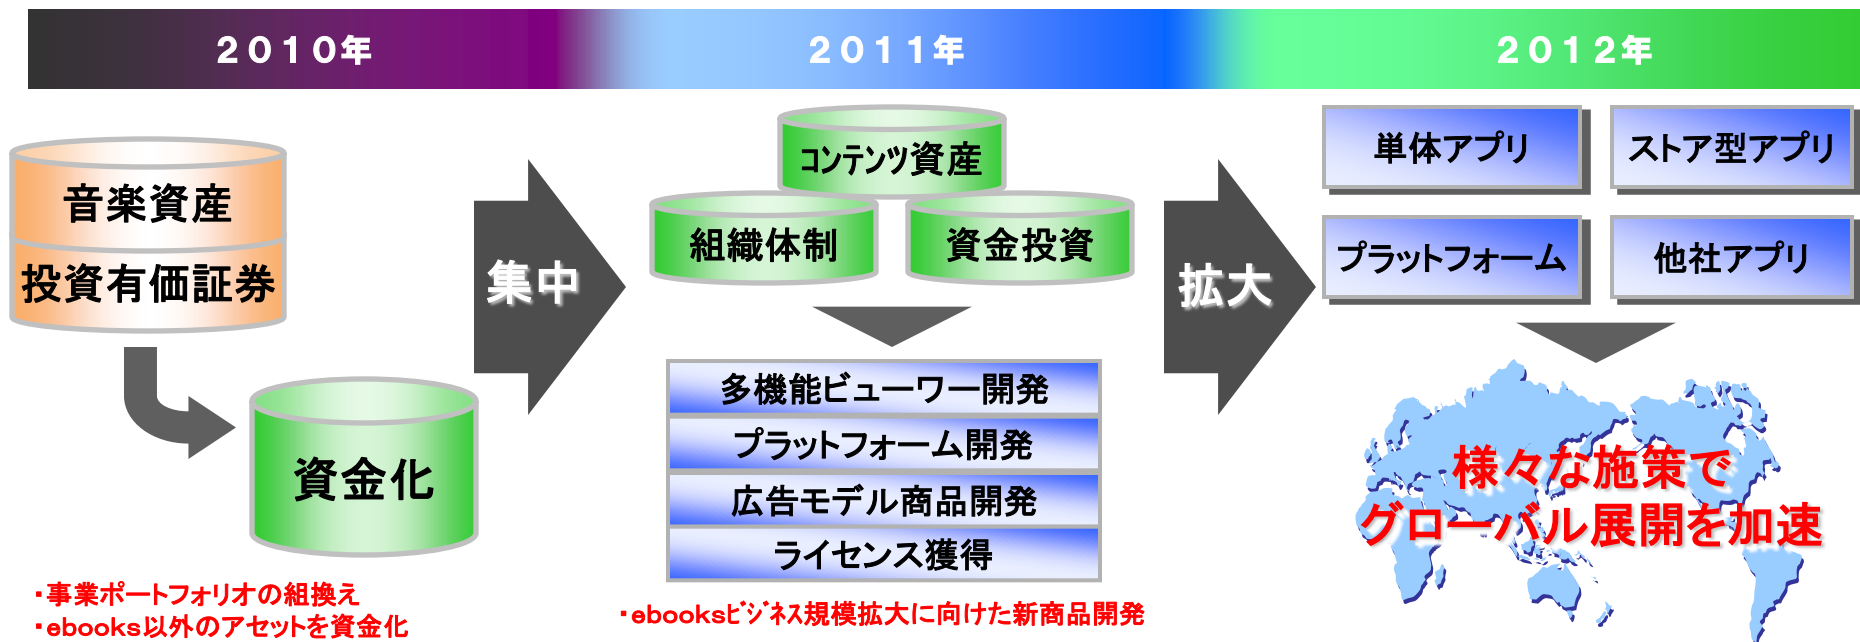 ２０１０年
２０１１年
２０１２年
音楽資産
投資有価証券
資金化
・事業ポートフォリオの組換え
・ebooks以外のアセットを資金化
集中
コンテンツ資産
組織体制
資金投資
多機能ビューワー開発
プラットフォーム開発
広告モデル商品開発
ライセンス獲得
・ebooksﾋﾞｼﾞﾈｽ規模拡大に向けた新商品開発
拡大
単体アプリ
ストア型アプリ
プラットフォーム
他社アプリ
様々な施策で
グローバル展開を加速